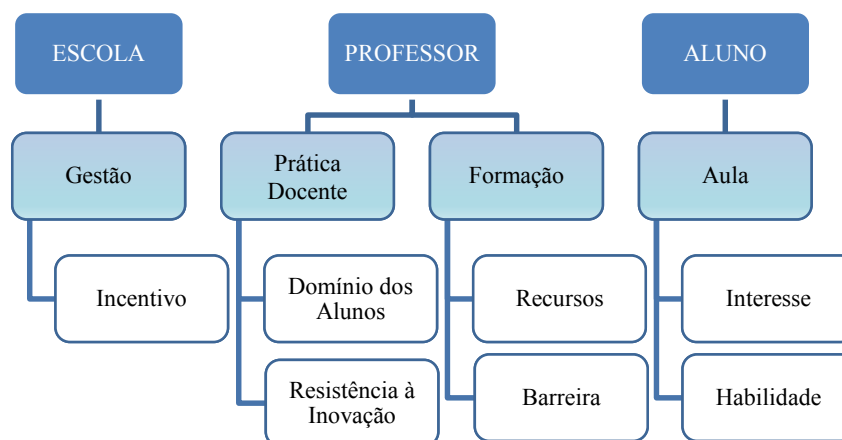 ESCOLA
PROFESSOR
ALUNO
Gestão
Prática
Docente
Formação
Aula
Incentivo
Domínio dos
Alunos
Recursos
Interesse
Resistência à
Inovação
Barreira
Habilidade